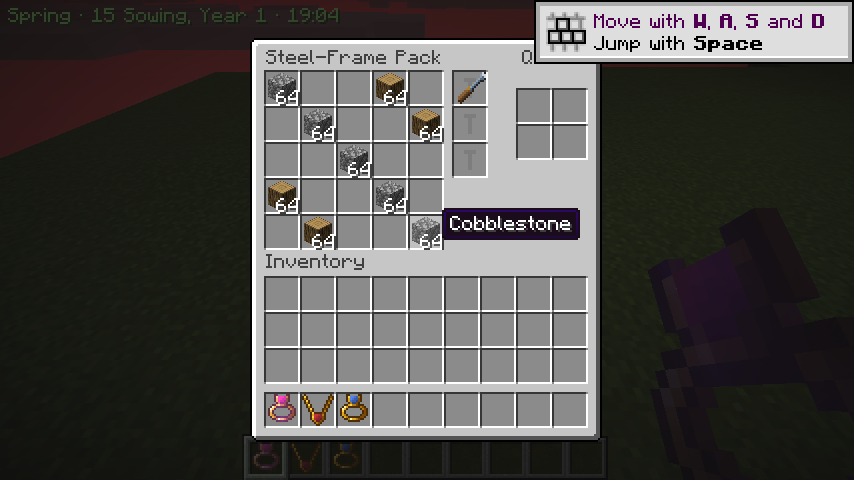 Spring · 15 Sowing, Year 1 · 19:04
Move with W, A, S and D
Jump with Space
Steel-Frame Pack
Q
64
64
T
64
64
T
64
T
64
64
64
64
Cobblestone
Inventory